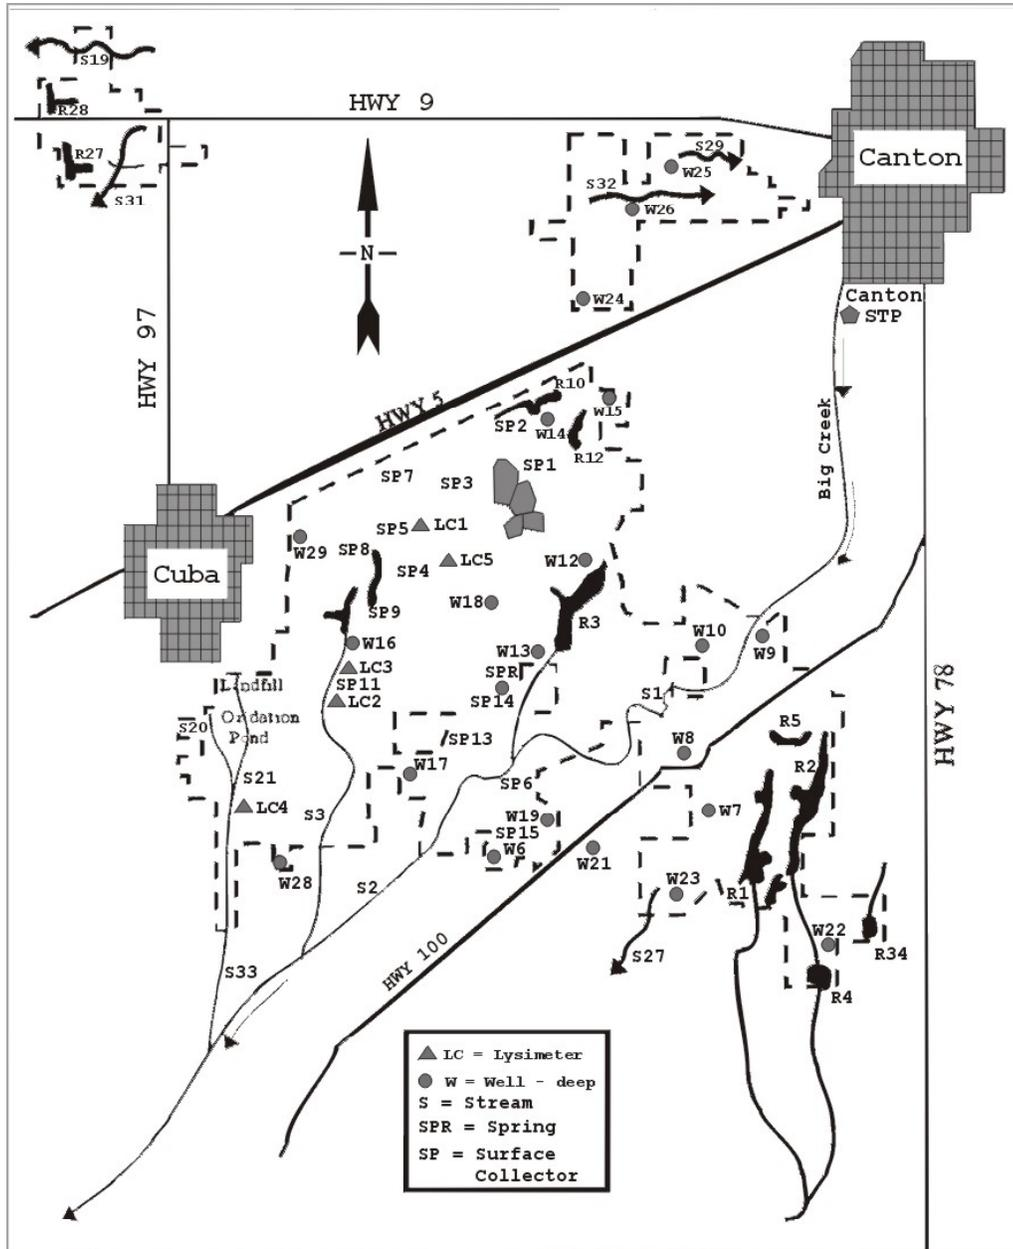 S19
R28
HWY 9
R27
S31
Canton
S29
W25
S32
W26
W24
N
HWY 97
Canton
STP
HWY 5
R10
W15
SP2
W14
R12
Big Creek
SP7
SP3
SP1
SP5
LC1
W29
SP8
SP4
LC5
W12
Cuba
SP9
W18
R3
W16
W13
W10
W9
LC3
SPR
SP11
SP14
S1
LC2
Landfill
Oxidation
Pond
S20
SP13
W8
R5
HWY 78
W17
R2
S21
SP6
LC4
S3
W19
W7
SP15
W6
W21
W28
S2
W23
R1
W22
S27
HWY 100
R34
S33
R4
LC = Lysimeter
W = Well - deep
S = Stream
SPR = Spring
SP = Surface
Collector